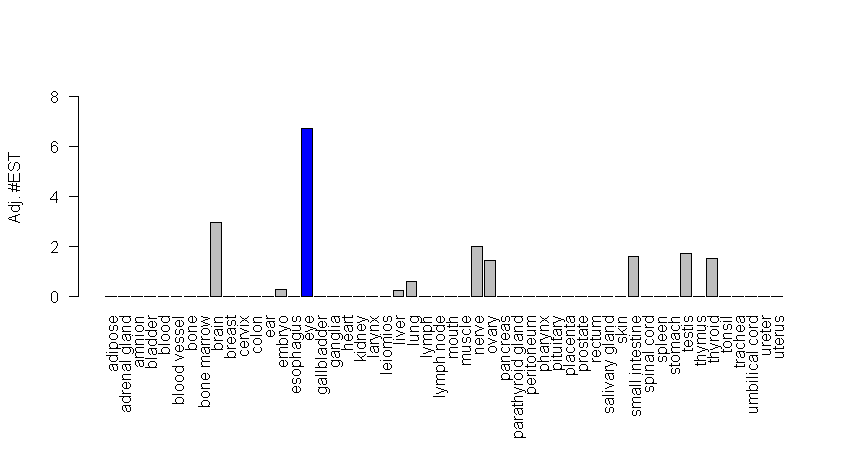 8
6
4
2
0
Adj. #EST
adipose
adrenal gland
amnion
bladder
blood
blood vessel
bone
bone marrow
brain
breast
cervix
colon
ear
embryo
esophagus
eye
gallbladder
ganglia
heart
kidney
larynx
leiomios
liver
lung
lymph
lymph node
mouth
muscle
nerve
ovary
pancreas
parathyroid gland
peritoneum
pharynx
pituitary
placenta
prostate
rectum
salivary gland
skin
small intestine
spinal cord
spleen
stomach
testis
thymus
thyroid
tonsil
trachea
umbilical cord
ureter
uterus